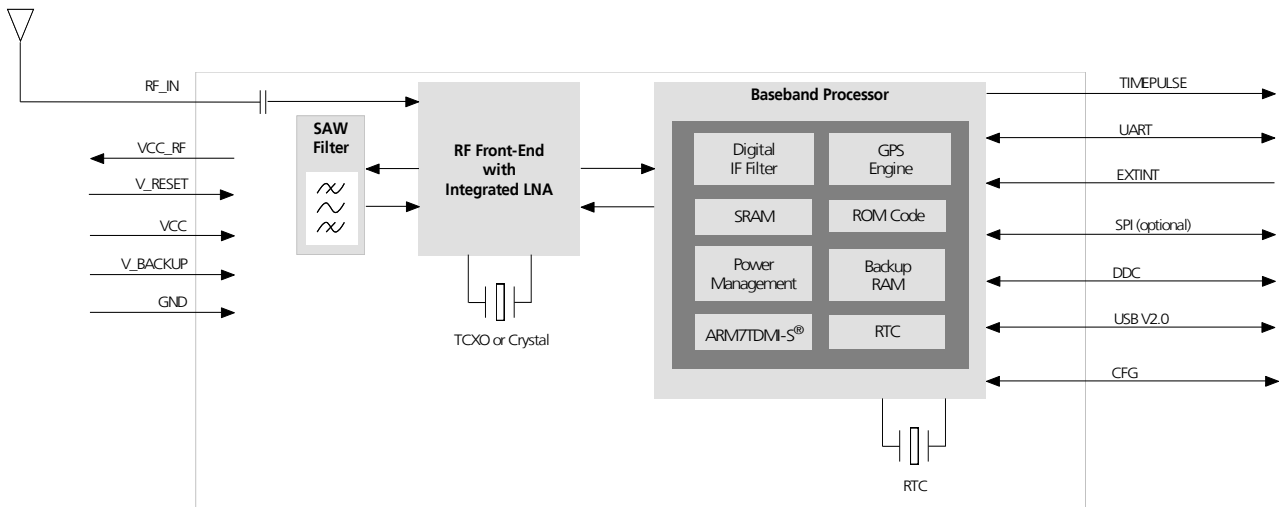 RF_IN
VCC_RF
V_RESET
VCC
V_BACKUP
GND
SAW
Filter
RF Front-End
with
Integrated LNA
TCXO or Crystal
Baseband Processor
Digital
IF Filter
GPS
Engine
SRAM
ROM Code
Power
Management
Backup
RAM
ARM7TDMI-S®
RTC
RTC
TIMEPULSE
UART
EXTINT
SPI (optional)
DDC
USB V2.0
CFG